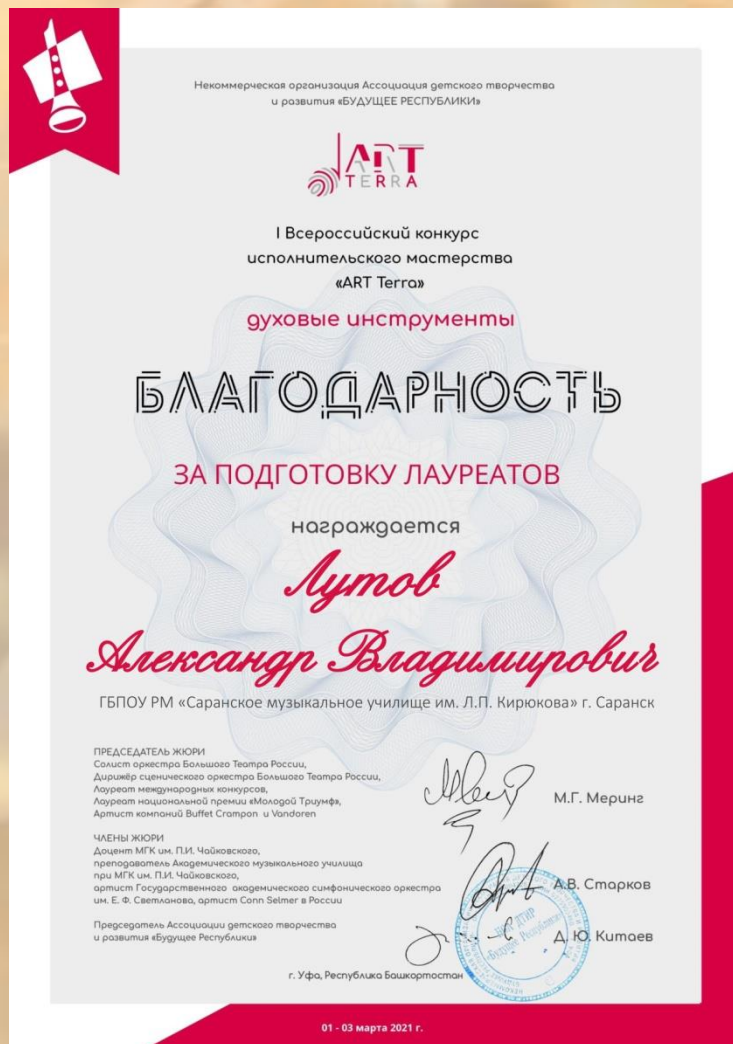 Некоммерческая организация Ассоциация детского творчества
и развития «БУДУЩЕЕ РЕСПУБЛИКИ»
ART
TERRA
I Всероссийский конкурс
исполнительского мастерства
«ART Terra»
духовые инструменты
БЛАГОДАРНОСТЬ
ЗА ПОДГОТОВКУ ЛАУРЕАТОВ
награждается
Лутов
Александр Владимирович
ГБПОУ РМ «Саранское музыкальное училище им. Л.П. Кирюкова» г. Саранск
ПРЕДСЕДАТЕЛЬ ЖЮРИ
Солист оркестра Большого Театра России,
Дирижёр сценического оркестра Большого Театра России,
Лауреат международных конкурсов,
Лауреат национальной премии «Молодой Триумф»,
Артист компаний Buffet Crampon и Vandoren
М.Г. Меринг
ЧЛЕНЫ ЖЮРИ
Доцент МГК им. П.И. Чайковского,
преподаватель Академического музыкального училища
при МГК им. П.И. Чайковского,
артист Государственного академического симфонического оркестра
им. Е. Ф. Светланова, артист Conn Selmer в России
А.В. Старков
Председатель Ассоциации детского творчества
и развития «Будущее Республики»
Д. Ю. Китаев
«Будущее Республики»
г. Уфа, Республика Башкортостан
01 - 03 марта 2021 г.